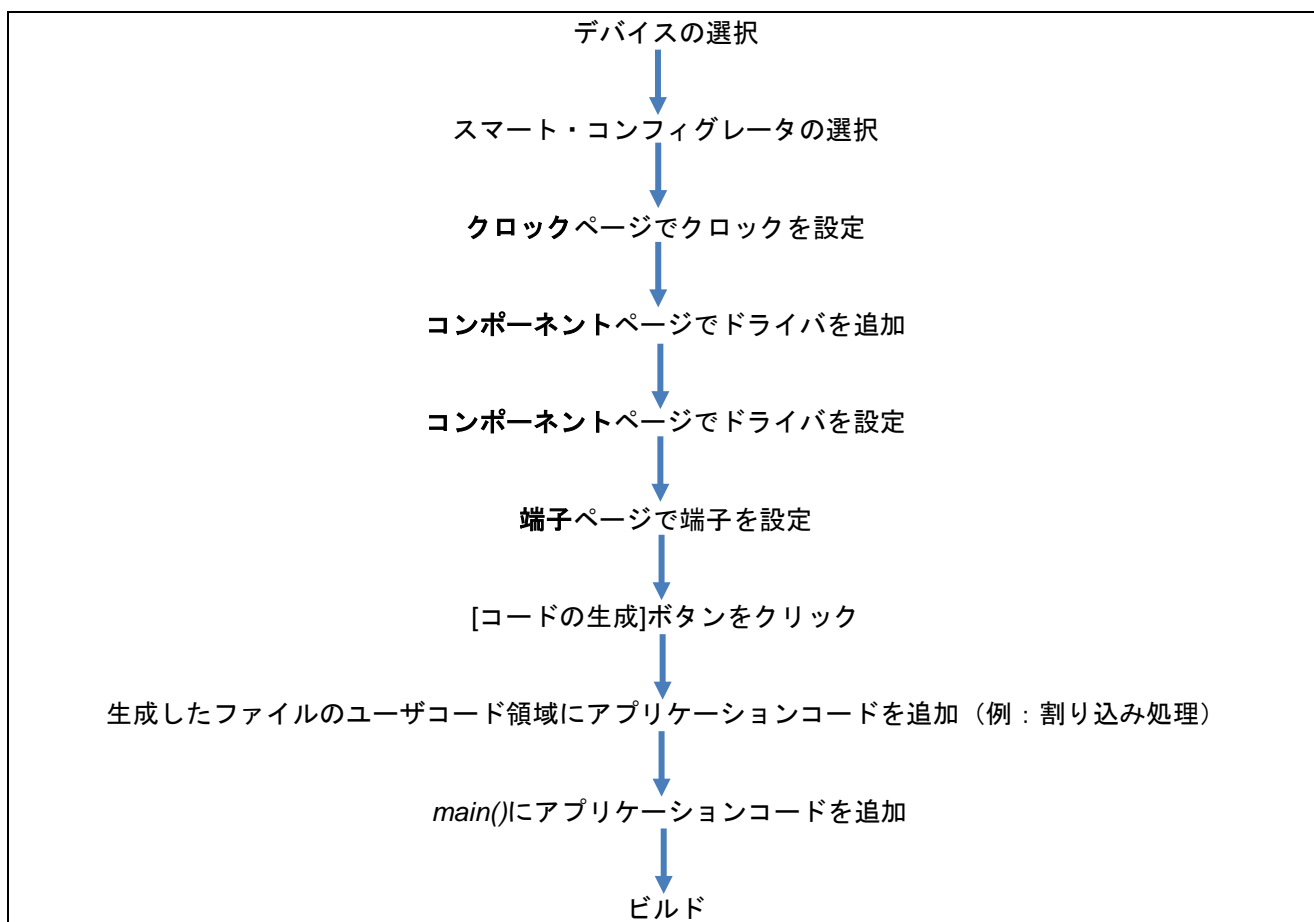 デバイスの選択
スマート・コンフィグレータの選択
クロックページでクロックを設定
コンポーネントページでドライバを追加
コンポーネントページでドライバを設定
端子ページで端子を設定
[コードの生成]ボタンをクリック
生成したファイルのユーザコード領域にアプリケーションコードを追加（例：割り込み処理）
main()にアプリケーションコードを追加
ビルド